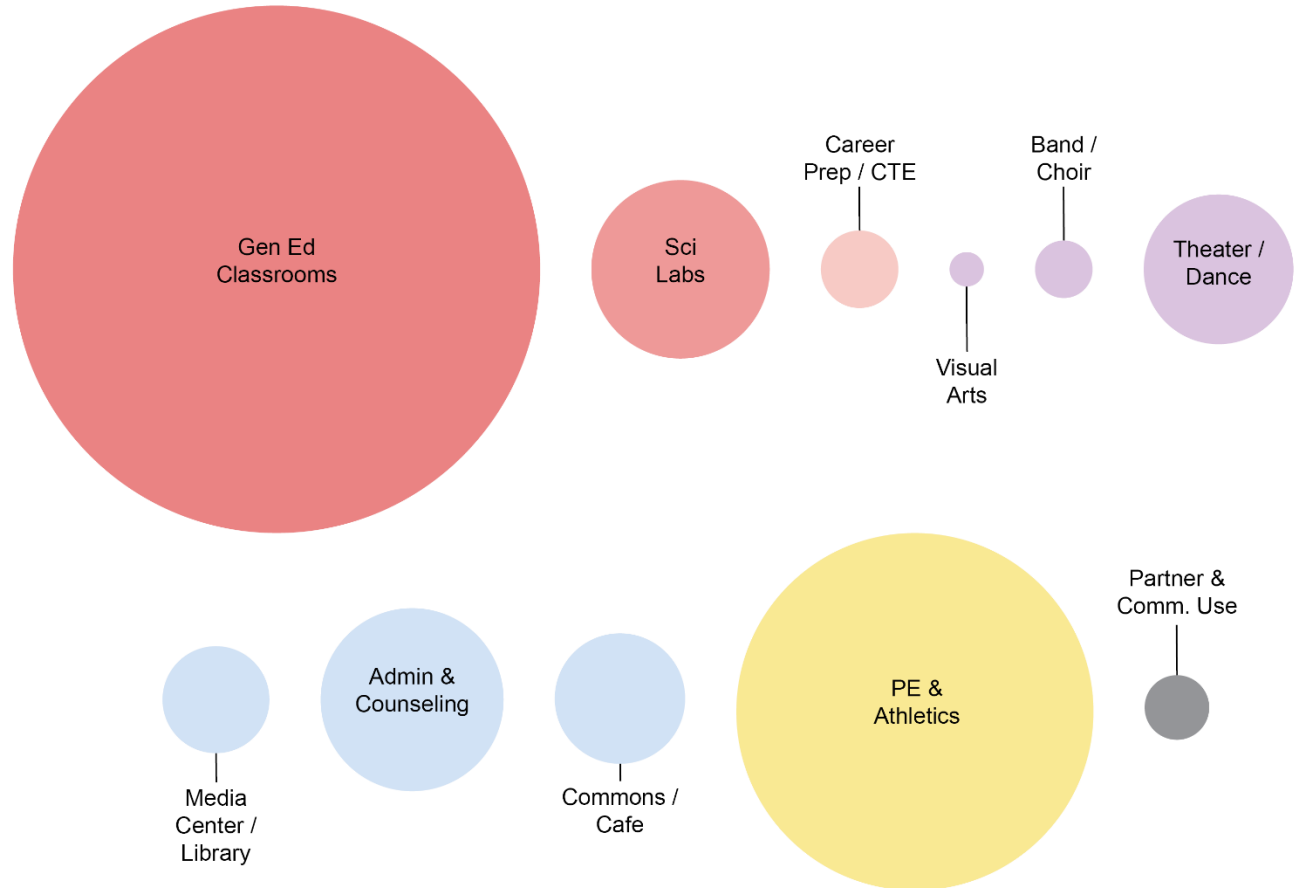 Gen Ed
Classrooms
Sci
Labs
Career
Prep / CTE
Visual
Arts
Band /
Choir
Theater /
Dance
Media
Center /
Library
Admin &
Counseling
Commons /
Cafe
PE &
Athletics
Partner &
Comm. Use